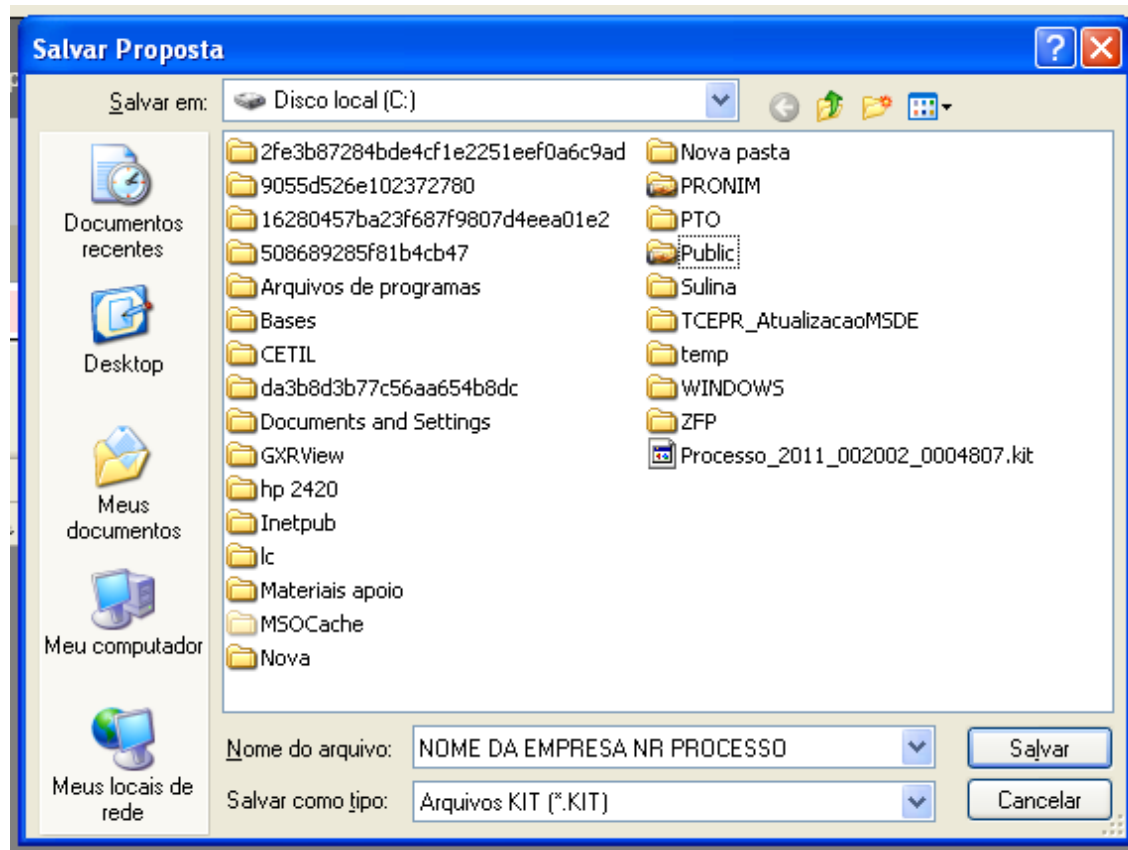 Salvar Proposta
Salvar em: Disco local (C:)
Documentos recentes
Desktop
Meus documentos
Meu computador
Meus locais de rede
2fe3b87284bde4cf1e2251eef0a6c9ad
9055d526e102372780
16280457ba23f687f9807d4eea01e2
508689285f81b4cb47
Arquivos de programas
Bases
CETIL
da3b8d3b77c56aa654b8dc
Documents and Settings
GXRView
hp 2420
Inetpub
lc
Materiais apoio
MSOCache
Nova
Nova pasta
PRONIM
PTO
Public
Sulina
TCEPR_AtualizacaoMSDE
temp
WINDOWS
ZFP
Processo_2011_002002_0004807.kit
Nome do arquivo: NOME DA EMPRESA NR PROCESSO Salvar
Salvar como tipo: Arquivos KIT (*.KIT) Cancelar